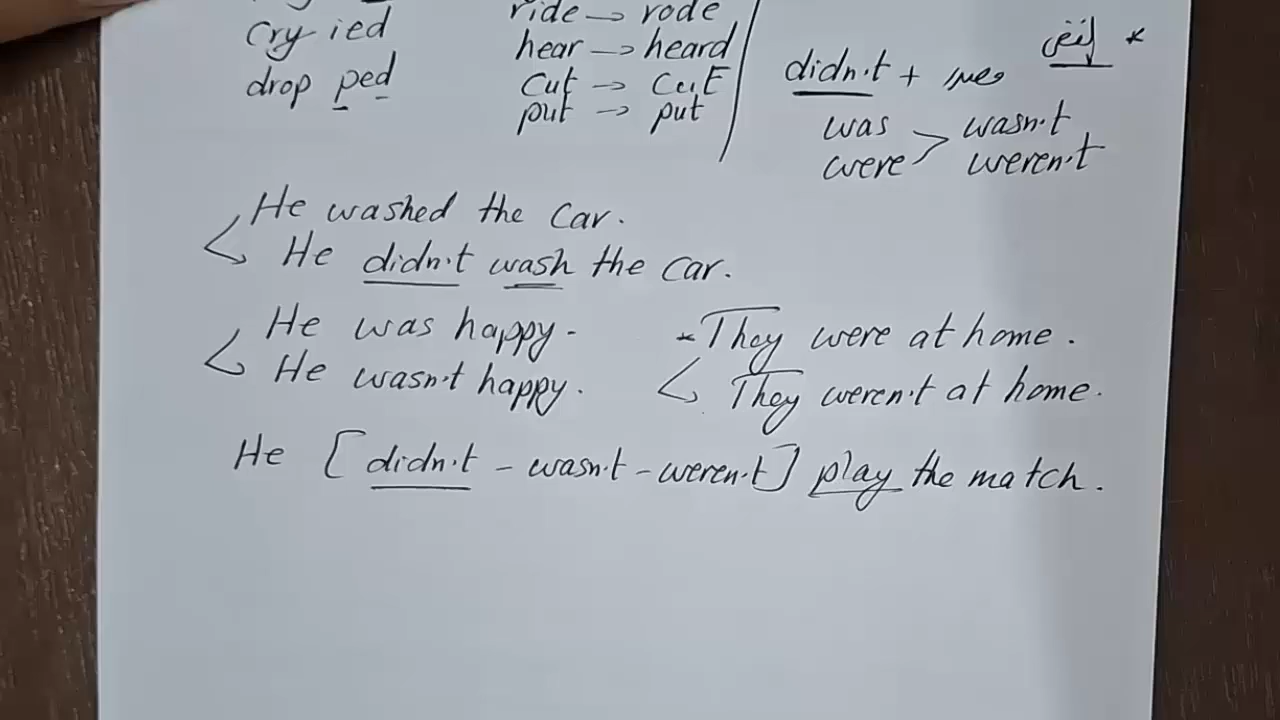 cry ied
drop ped
ride → rode
hear → heard
cut → cut
put → put
* النفي
didn't + مصدر
was > wasn't
were weren't
He washed the car.
He didn't wash the car.
He was happy -
He wasn't happy.
* They were at home.
They weren't at home.
He [didn't - wasn't - weren't] play the match.